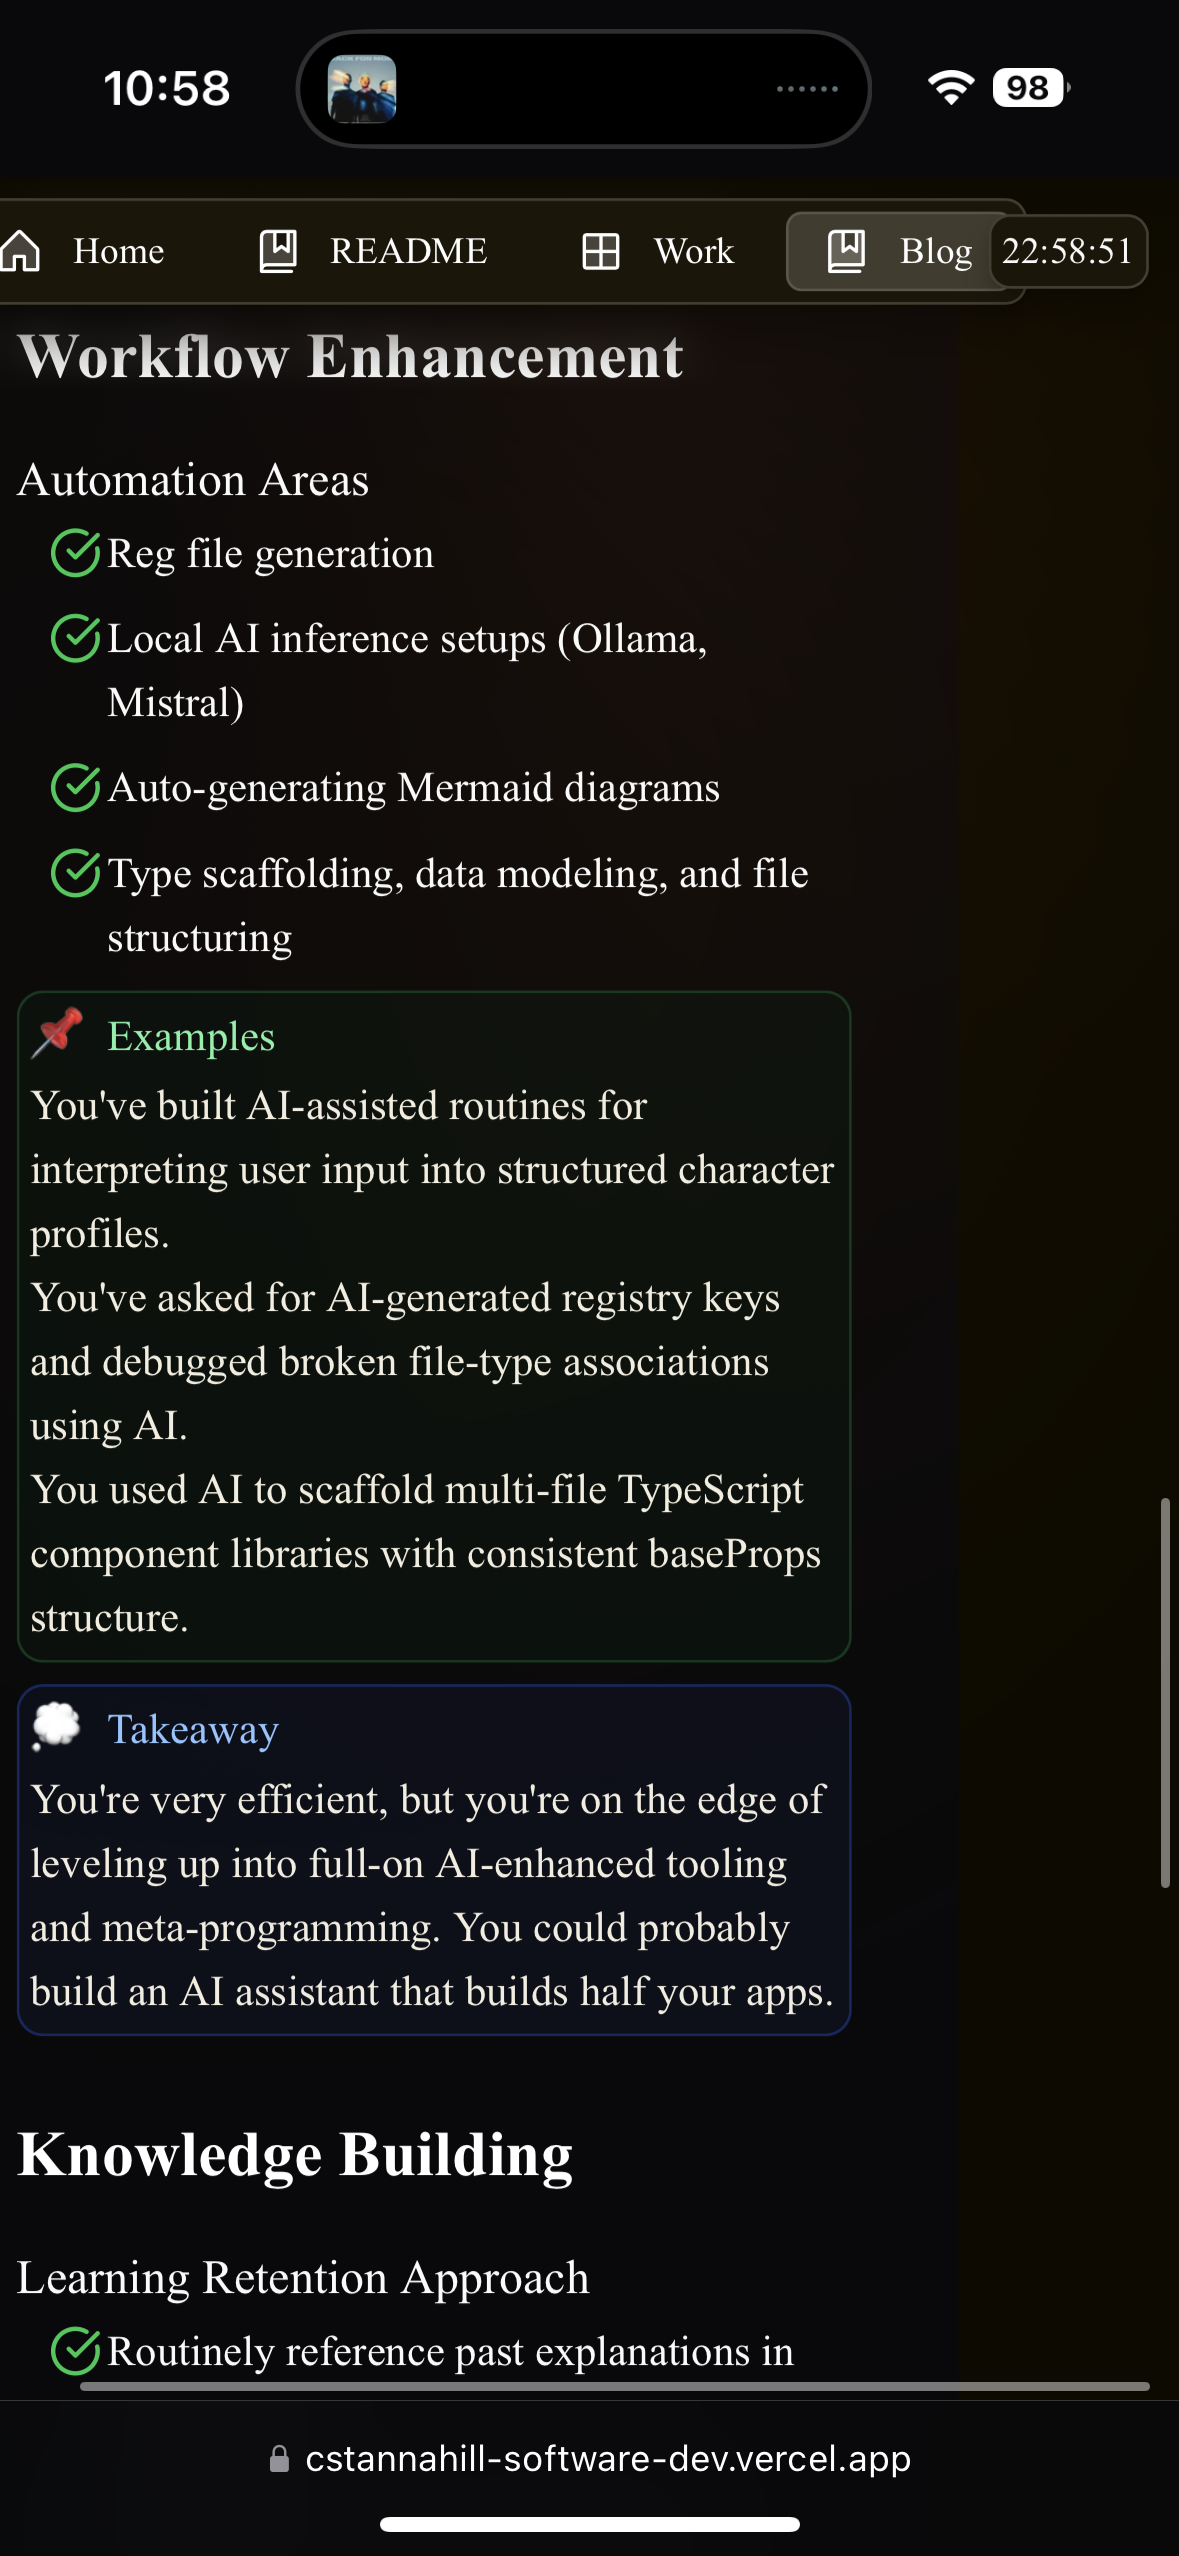 10:58
98
Home README Work Blog 22:58:51
Workflow Enhancement
Automation Areas
Reg file generation
Local AI inference setups (Ollama,
Mistral)
Auto-generating Mermaid diagrams
Type scaffolding, data modeling, and file
structuring
Examples
You've built AI-assisted routines for
interpreting user input into structured character
profiles.
You've asked for AI-generated registry keys
and debugged broken file-type associations
using AI.
You used AI to scaffold multi-file TypeScript
component libraries with consistent baseProps
structure.
Takeaway
You're very efficient, but you're on the edge of
leveling up into full-on AI-enhanced tooling
and meta-programming. You could probably
build an AI assistant that builds half your apps.
Knowledge Building
Learning Retention Approach
Routinely reference past explanations in
cstannahill-software-dev.vercel.app